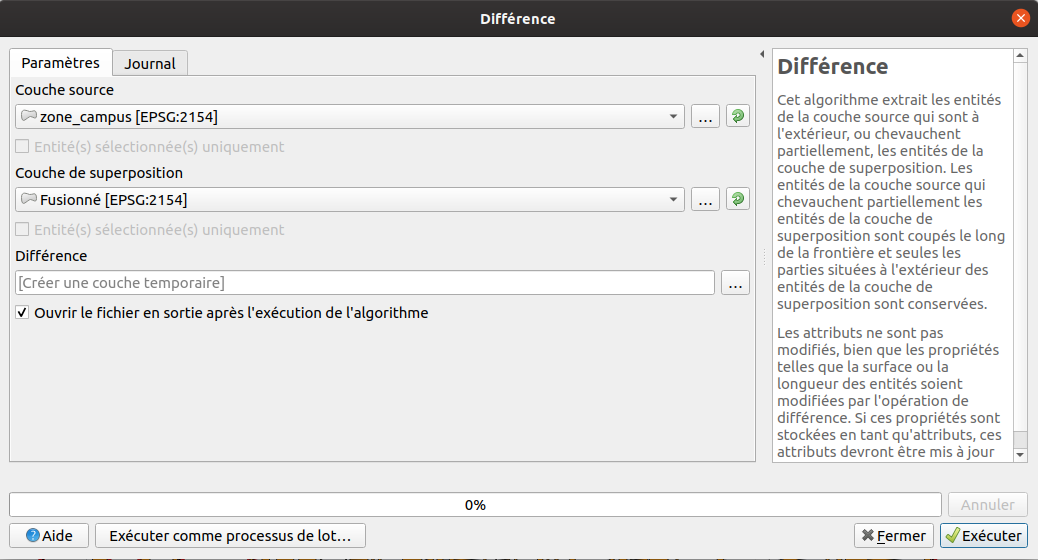 Différence
Paramètres
Journal
Couche source
zone_campus [EPSG:2154]
...
Entité(s) sélectionnée(s) uniquement
Couche de superposition
Fusionné [EPSG:2154]
...
Entité(s) sélectionnée(s) uniquement
Différence
[Créer une couche temporaire]
...
Ouvrir le fichier en sortie après l'exécution de l'algorithme
Différence
Cet algorithme extrait les entités
de la couche source qui sont à
l'extérieur, ou chevauchent
partiellement, les entités de la
couche de superposition. Les
entités de la couche source qui
chevauchent partiellement les
entités de la couche de
superposition sont coupés le long
de la frontière et seules les
parties situées à l'extérieur des
entités de la couche de
superposition sont conservées.
Les attributs ne sont pas
modifiés, bien que les propriétés
telles que la surface ou la
longueur des entités soient
modifiées par l'opération de
différence. Si ces propriétés sont
stockées en tant qu'attributs, ces
attributs devront être mis à jour
0%
Annuler
Aide
Exécuter comme processus de lot...
Fermer
Exécuter